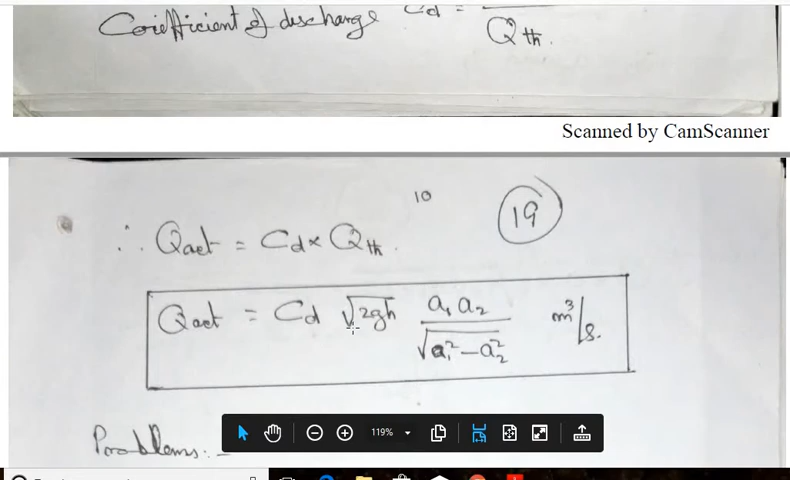 Coiefficient of discharge Cd =
Qth.
Scanned by CamScanner
10
19
∴ Qact = Cd x Qth.
Qact = Cd √2gh a₁ a₂ / √a₁² - a₂² m³/s.
Problems:-
119%